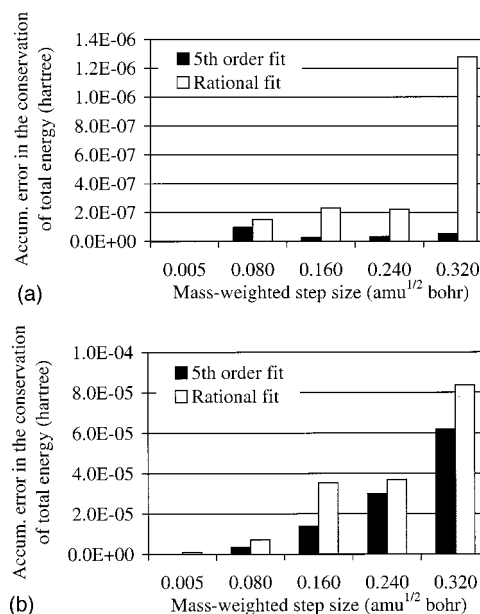 (a)
Accum. error in the conservation
of total energy (hartree)
1.4E-06
1.2E-06
1.0E-06
8.0E-07
6.0E-07
4.0E-07
2.0E-07
0.0E+00
5th order fit
Rational fit
0.005 0.080 0.160 0.240 0.320
Mass-weighted step size (amu1/2 bohr)
(b)
Accum. error in the conservation
of total energy (hartree)
1.0E-04
8.0E-05
6.0E-05
4.0E-05
2.0E-05
0.0E+00
5th order fit
Rational fit
0.005 0.080 0.160 0.240 0.320
Mass-weighted step size (amu1/2 bohr)